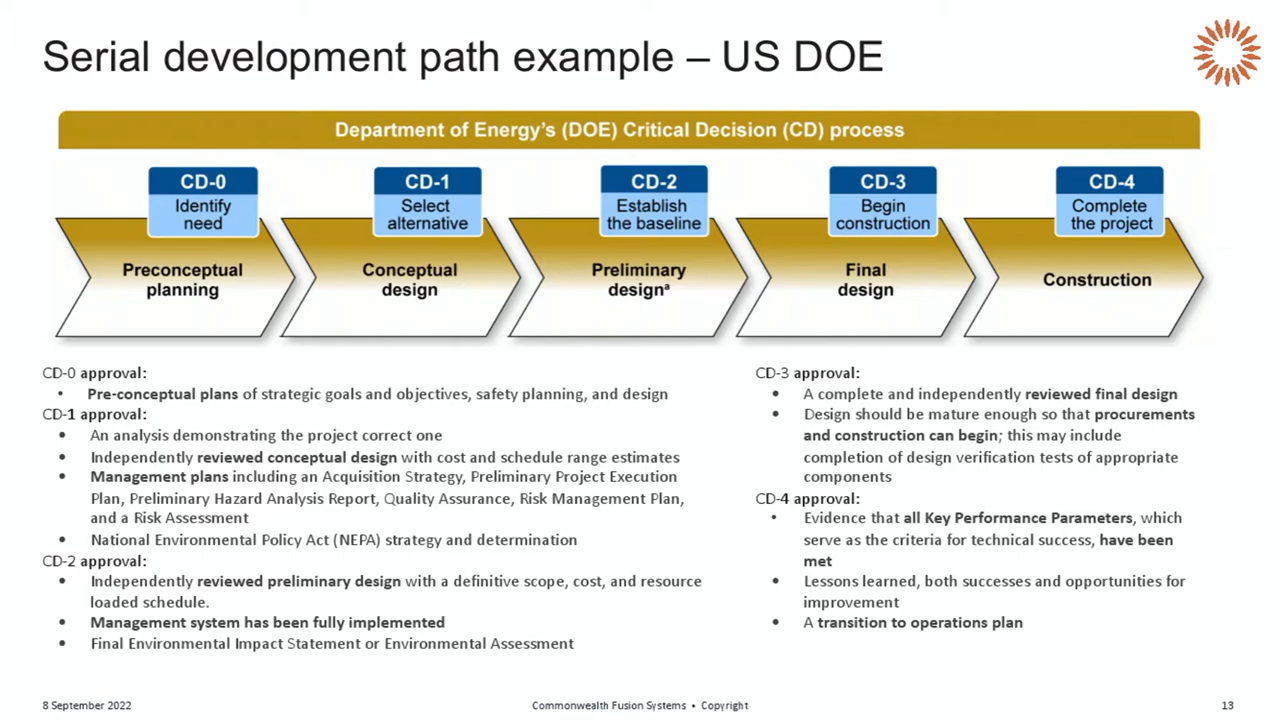 Serial development path example – US DOE
Department of Energy's (DOE) Critical Decision (CD) process
CD-0
Identify
need
Preconceptual
planning
CD-1
Select
alternative
Conceptual
design
CD-2
Establish
the baseline
Preliminary
designᵃ
CD-3
Begin
construction
Final
design
CD-4
Complete
the project
Construction
CD-0 approval:
• Pre-conceptual plans of strategic goals and objectives, safety planning, and design
CD-1 approval:
• An analysis demonstrating the project correct one
• Independently reviewed conceptual design with cost and schedule range estimates
• Management plans including an Acquisition Strategy, Preliminary Project Execution
Plan, Preliminary Hazard Analysis Report, Quality Assurance, Risk Management Plan,
and a Risk Assessment
• National Environmental Policy Act (NEPA) strategy and determination
CD-2 approval:
• Independently reviewed preliminary design with a definitive scope, cost, and resource
loaded schedule.
• Management system has been fully implemented
• Final Environmental Impact Statement or Environmental Assessment
CD-3 approval:
• A complete and independently reviewed final design
• Design should be mature enough so that procurements
and construction can begin; this may include
completion of design verification tests of appropriate
components
CD-4 approval:
• Evidence that all Key Performance Parameters, which
serve as the criteria for technical success, have been
met
• Lessons learned, both successes and opportunities for
improvement
• A transition to operations plan
8 September 2022
Commonwealth Fusion Systems • Copyright
13